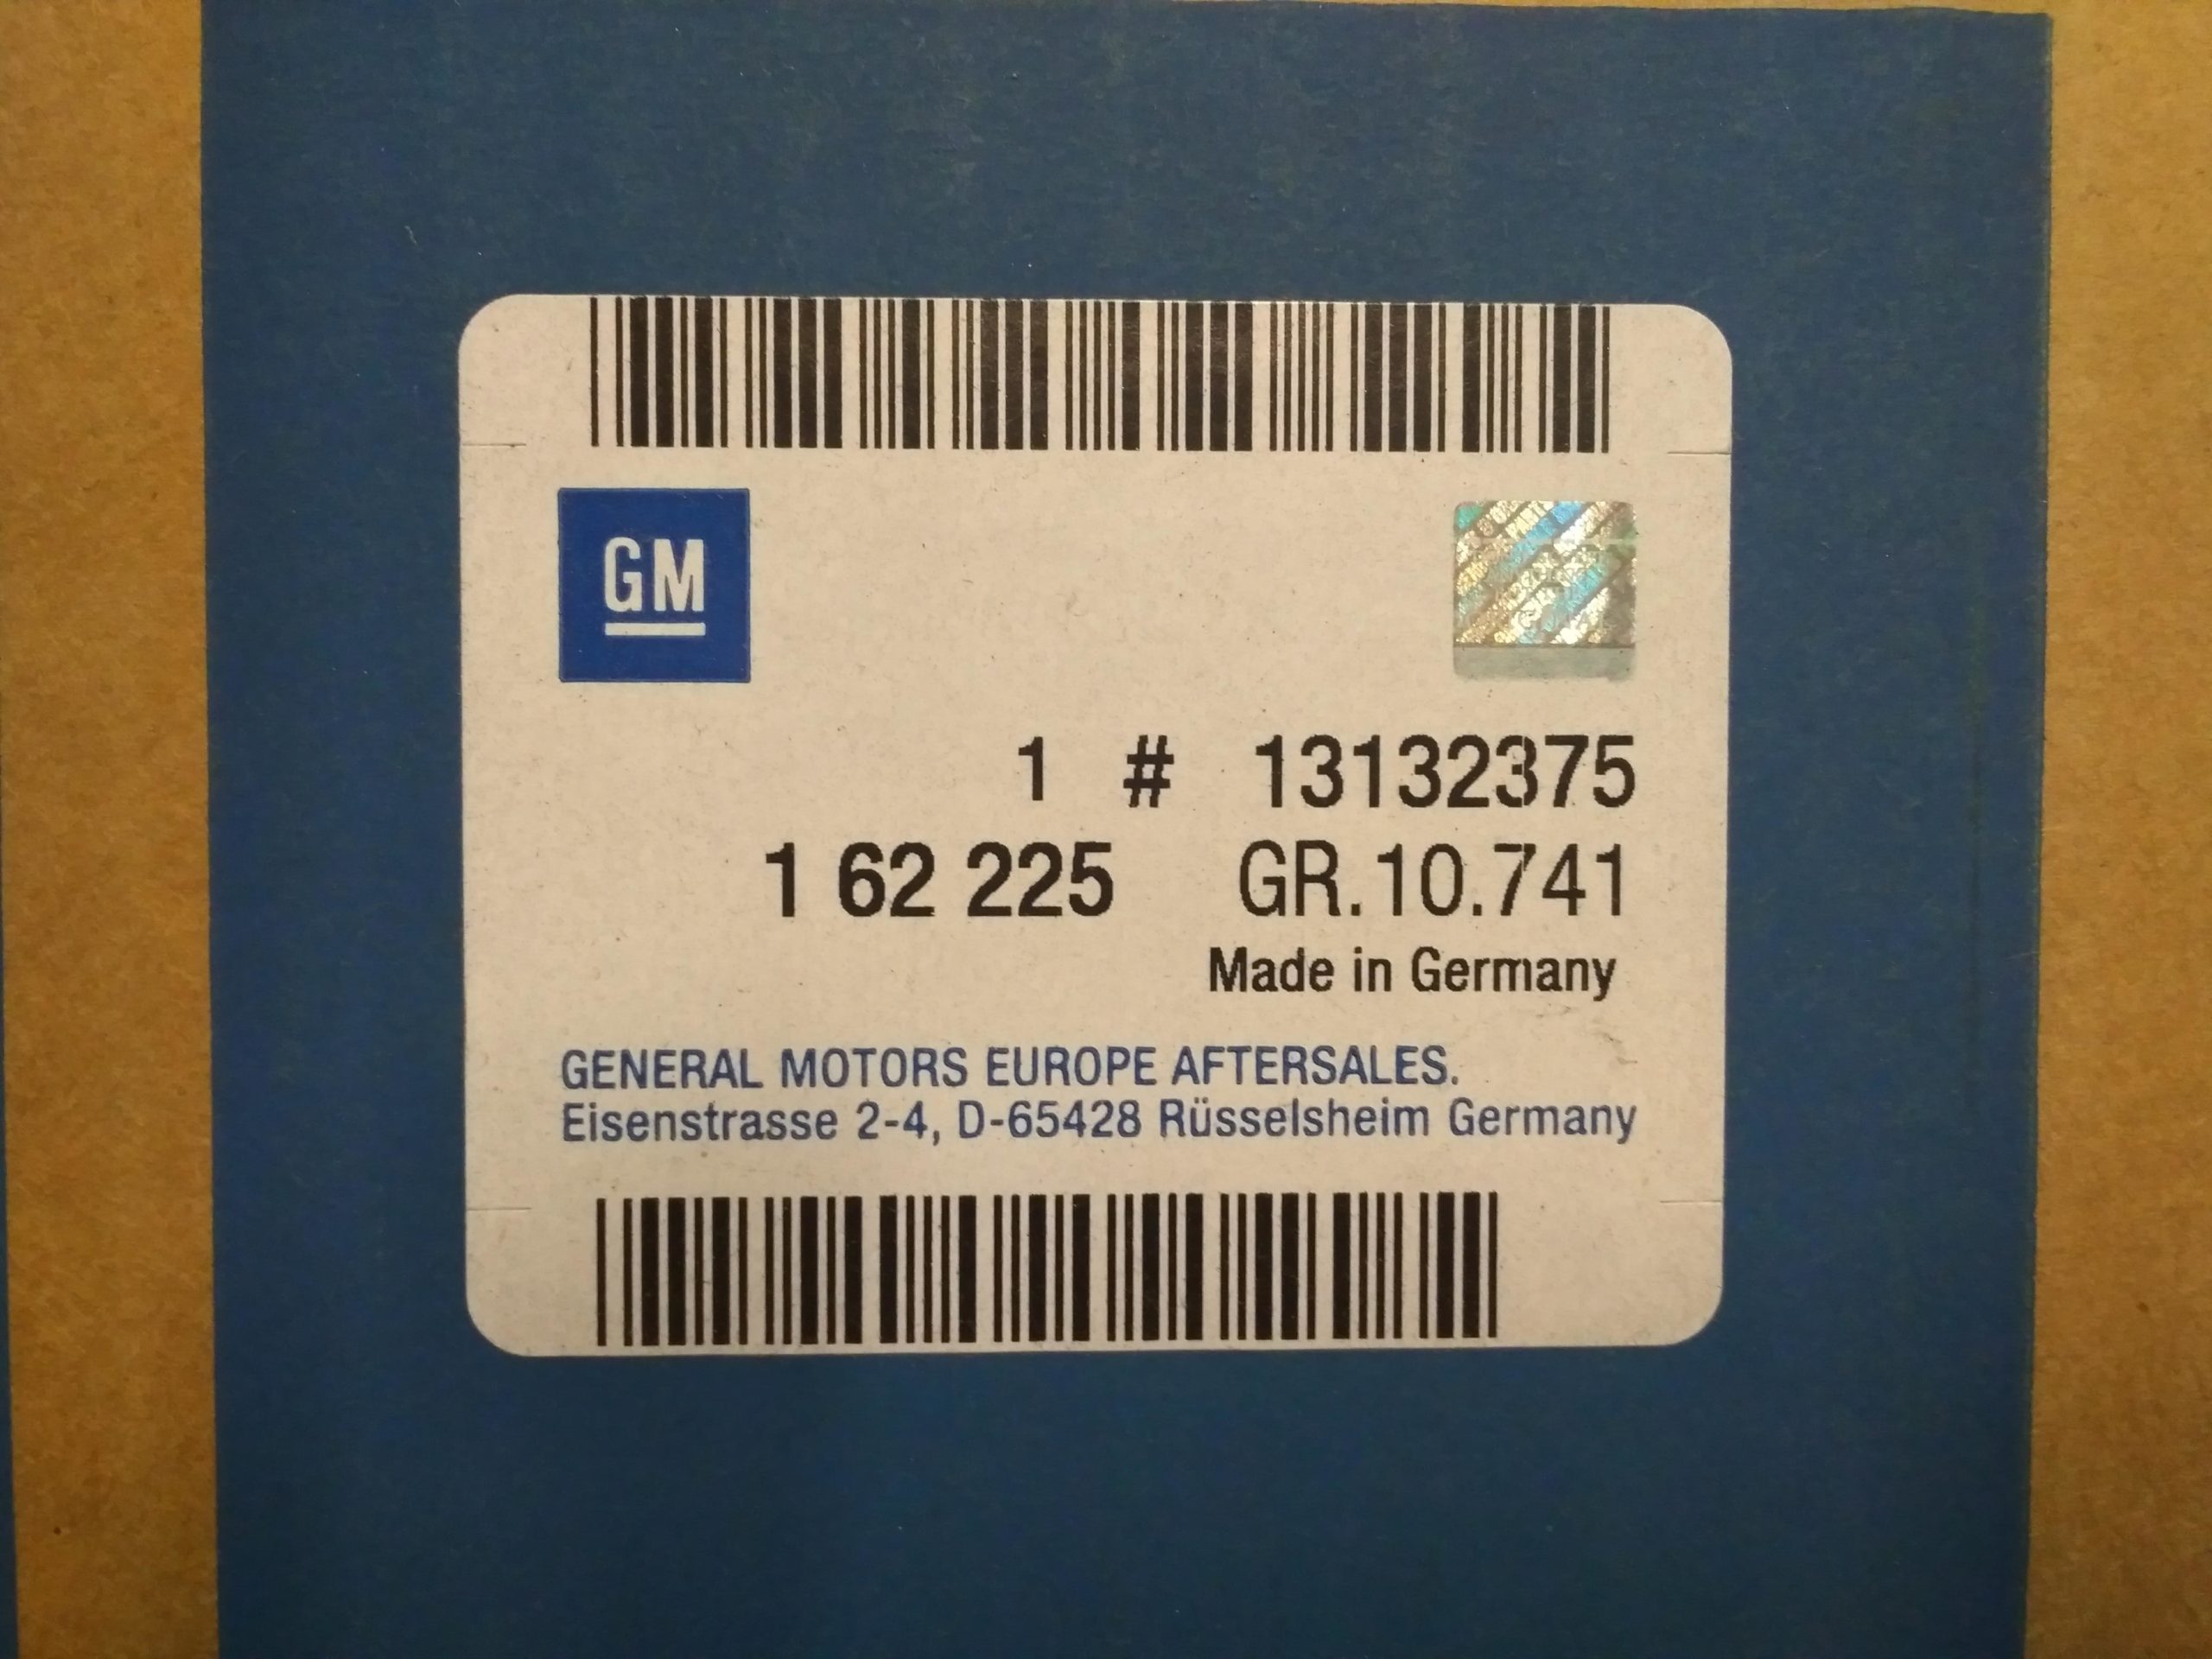 GM
1 # 13132375
1 62 225 GR.10.741
Made in Germany
GENERAL MOTORS EUROPE AFTERSALES.
Eisenstrasse 2-4, D-65428 Rüsselsheim Germany